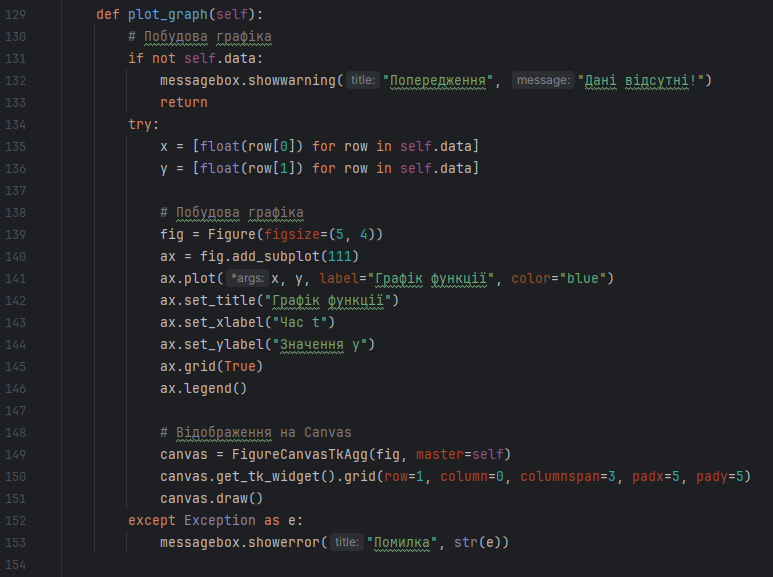 129 def plot_graph(self):
130 # Побудова графіка
131 if not self.data:
132 messagebox.showwarning( title: "Попередження", message: "Дані відсутні!")
133 return
134 try:
135 x = [float(row[0]) for row in self.data]
136 y = [float(row[1]) for row in self.data]
137
138 # Побудова графіка
139 fig = Figure(figsize=(5, 4))
140 ax = fig.add_subplot(111)
141 ax.plot( *args: x, y, label="Графік функції", color="blue")
142 ax.set_title("Графік функції")
143 ax.set_xlabel("Час t")
144 ax.set_ylabel("Значення y")
145 ax.grid(True)
146 ax.legend()
147
148 # Відображення на Canvas
149 canvas = FigureCanvasTkAgg(fig, master=self)
150 canvas.get_tk_widget().grid(row=1, column=0, columnspan=3, padx=5, pady=5)
151 canvas.draw()
152 except Exception as e:
153 messagebox.showerror( title: "Помилка", str(e))
154